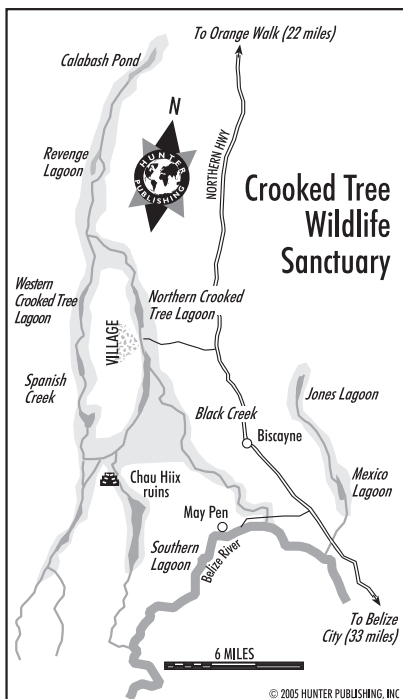 To Orange Walk (22 miles)
Calabash Pond
N
HUNTER
PUBLISHING
NORTHERN HWY
Revenge
Lagoon
Crooked Tree
Wildlife
Sanctuary
Western
Crooked Tree
Lagoon
Northern Crooked
Tree Lagoon
VILLAGE
Spanish
Creek
Jones Lagoon
Black Creek
Biscayne
Chau Hiix
ruins
Mexico
Lagoon
May Pen
Southern
Lagoon
Belize River
To Belize
City (33 miles)
6 MILES
© 2005 HUNTER PUBLISHING, INC